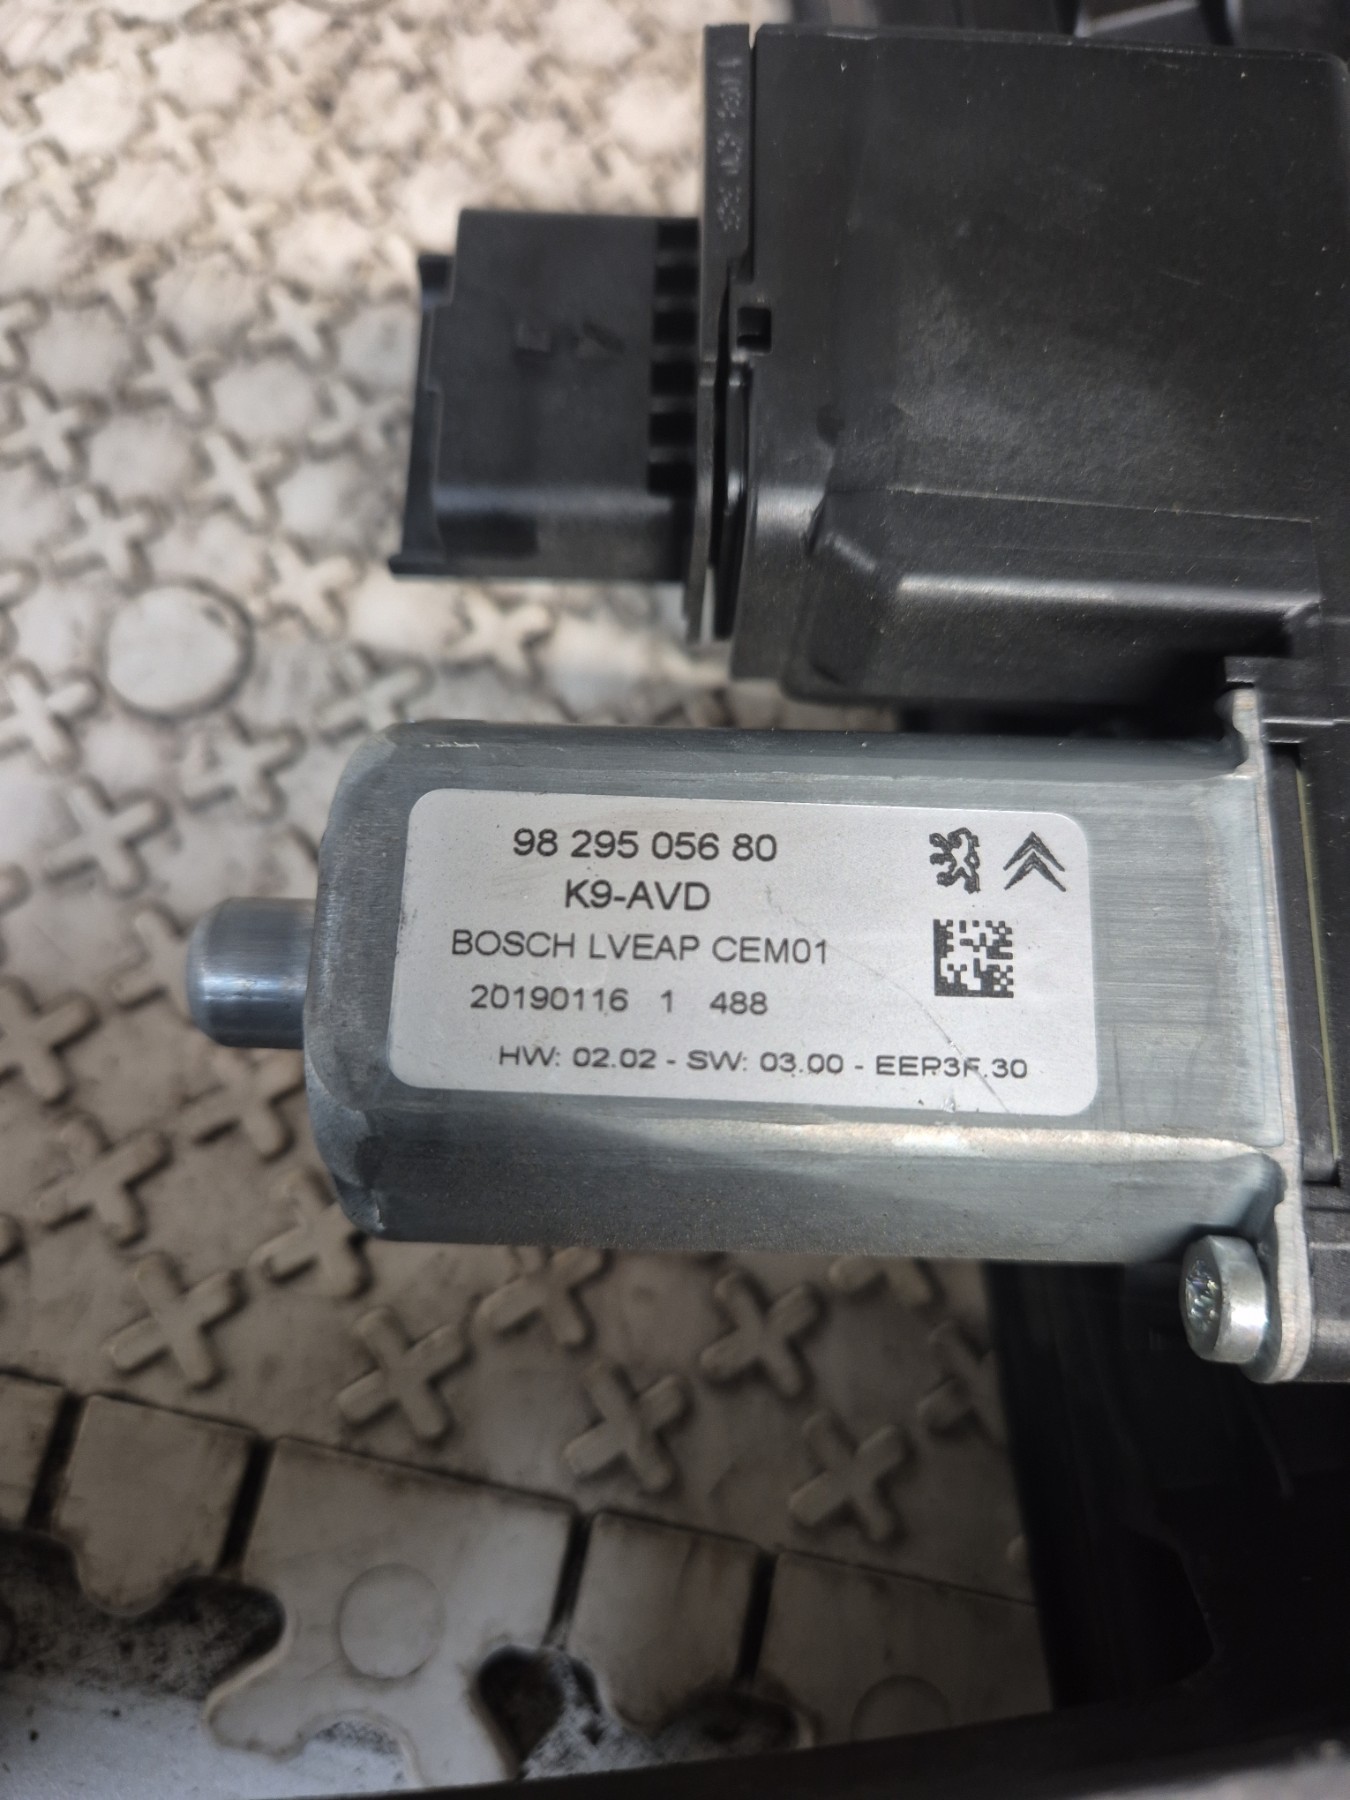 98 295 056 80
K9-AVD
BOSCH LVEAP CEM01
20190116 1 488
HW: 02.02 - SW: 03.00 - EEP3F.30